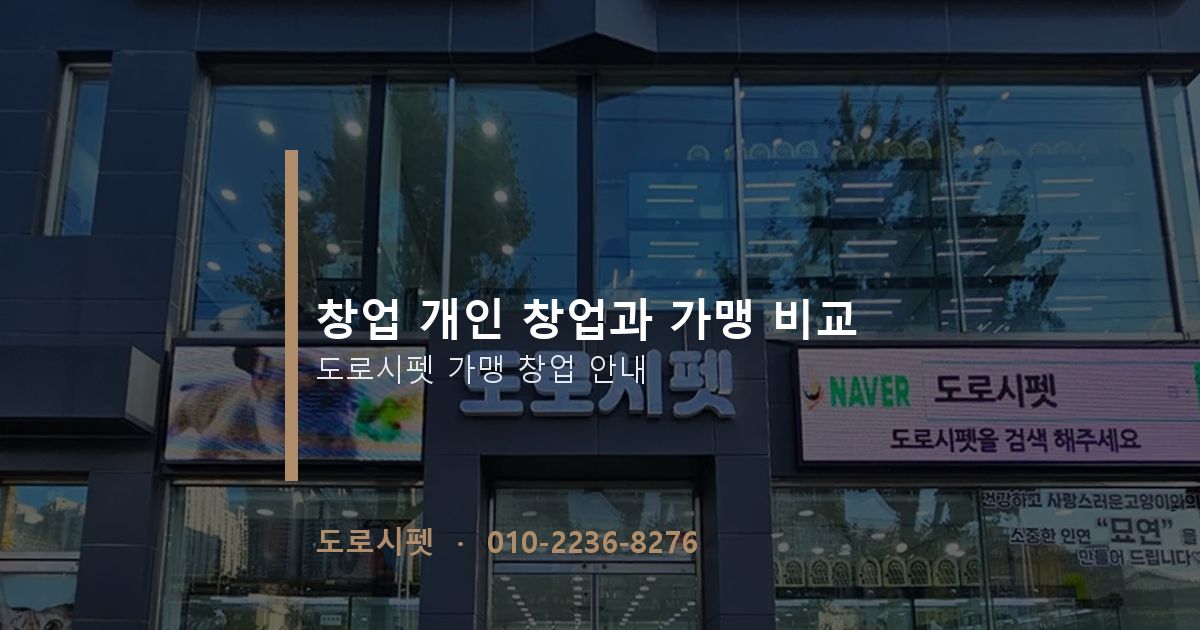 창업 개인 창업과 가맹 비교
도로시펫 가맹 창업 안내
도로시펫
NAVER 도로시펫
도로시펫을 검색 해주세요
건강하고 사랑스러운고양이와의
소중한 인연 “묘연” 을
만들어 드립니다
도로시펫 · 010-2236-8276